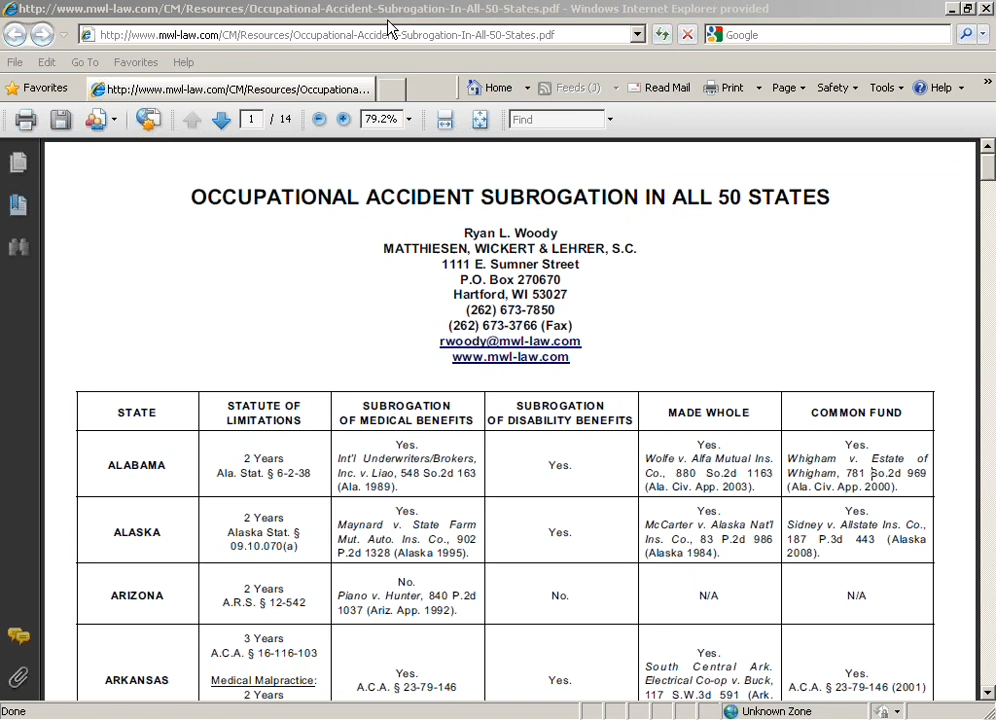 http://www.mwl-law.com/CM/Resources/Occupational-Accident-Subrogation-In-All-50-States.pdf - Windows Internet Explorer provided
http://www.mwl-law.com/CM/Resources/Occupational-Accident-Subrogation-In-All-50-States.pdf
Google
File Edit Go To Favorites Help
Favorites
http://www.mwl-law.com/CM/Resources/Occupationa...
Home Feeds (J) Read Mail Print Page Safety Tools Help »
1 / 14 79.2% Find
OCCUPATIONAL ACCIDENT SUBROGATION IN ALL 50 STATES
Ryan L. Woody
MATTHIESEN, WICKERT & LEHRER, S.C.
1111 E. Sumner Street
P.O. Box 270670
Hartford, WI 53027
(262) 673-7850
(262) 673-3766 (Fax)
rwoody@mwl-law.com
www.mwl-law.com
STATE
STATUTE OF
LIMITATIONS
SUBROGATION
OF MEDICAL BENEFITS
SUBROGATION
OF DISABILITY BENEFITS
MADE WHOLE
COMMON FUND
ALABAMA
2 Years
Ala. Stat. § 6-2-38
Yes.
Int'l Underwriters/Brokers,
Inc. v. Liao, 548 So.2d 163
(Ala. 1989).
Yes.
Yes.
Wolfe v. Alfa Mutual Ins.
Co., 880 So.2d 1163
(Ala. Civ. App. 2003).
Yes.
Whigham v. Estate of
Whigham, 781 So.2d 969
(Ala. Civ. App. 2000).
ALASKA
2 Years
Alaska Stat. §
09.10.070(a)
Yes.
Maynard v. State Farm
Mut. Auto. Ins. Co., 902
P.2d 1328 (Alaska 1995).
Yes.
Yes.
McCarter v. Alaska Nat'l
Ins. Co., 83 P.2d 986
(Alaska 1984).
Yes.
Sidney v. Allstate Ins. Co.,
187 P.3d 443 (Alaska
2008).
ARIZONA
2 Years
A.R.S. § 12-542
No.
Piano v. Hunter, 840 P.2d
1037 (Ariz. App. 1992).
No.
N/A
N/A
ARKANSAS
3 Years
A.C.A. § 16-116-103
Medical Malpractice:
2 Years
Yes.
A.C.A. § 23-79-146
Yes.
Yes.
South Central Ark.
Electrical Co-op v. Buck,
117 S.W.3d 591 (Ark.
Yes.
A.C.A. § 23-79-146 (2001)
Done
Unknown Zone